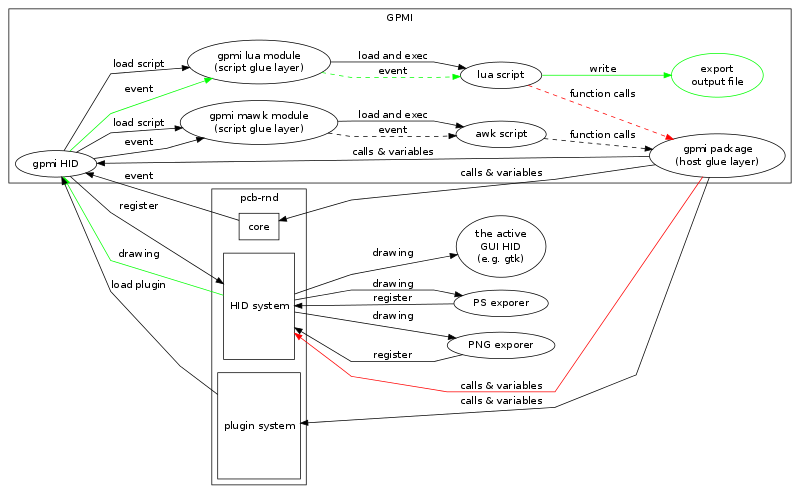 GPMI
gpmi lua module
(script glue layer)
load script
load and exec
event
event
lua script
write
export
output file
function calls
gpmi mawk module
(script glue layer)
load script
load and exec
event
event
awk script
function calls
gpmi package
(host glue layer)
gpmi HID
calls & variables
calls & variables
event
pcb-rnd
core
register
drawing
load plugin
HID system
drawing
the active
GUI HID
(e.g. gtk)
drawing
register
PS exporer
drawing
PNG exporer
register
calls & variables
calls & variables
plugin system